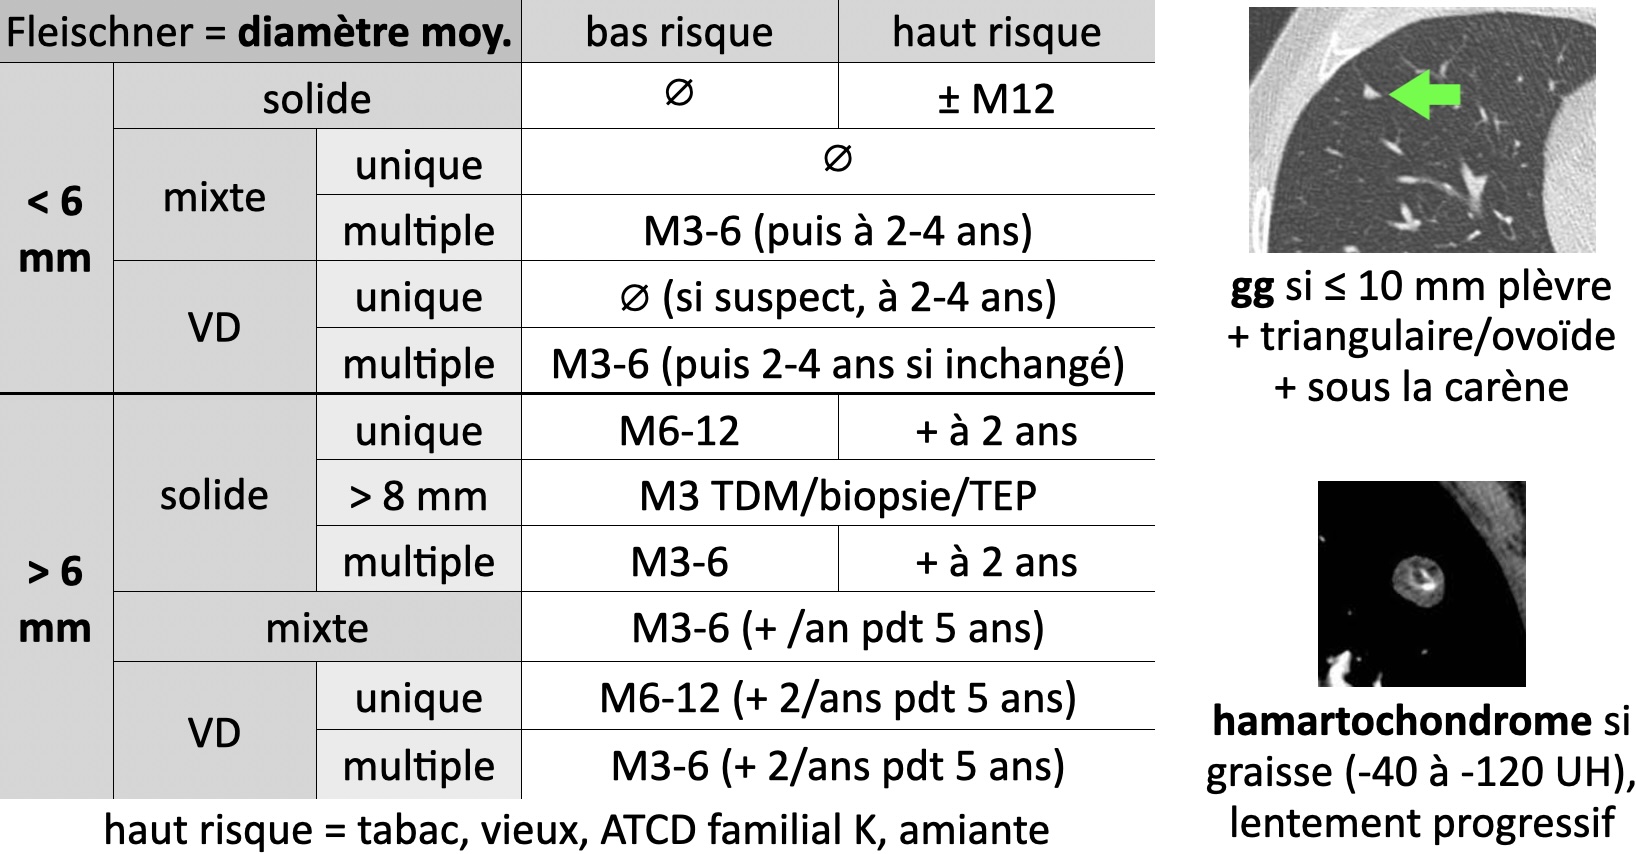 Fleischner = diamètre moy. bas risque haut risque
< 6 mm solide ∅ ± M12
mixte unique ∅
multiple M3-6 (puis à 2-4 ans)
VD unique ∅ (si suspect, à 2-4 ans)
multiple M3-6 (puis 2-4 ans si inchangé)
> 6 mm solide unique M6-12 + à 2 ans
> 8 mm M3 TDM/biopsie/TEP
multiple M3-6 + à 2 ans
mixte M3-6 (+ /an pdt 5 ans)
VD unique M6-12 (+ 2/ans pdt 5 ans)
multiple M3-6 (+ 2/ans pdt 5 ans)
haut risque = tabac, vieux, ATCD familial K, amiante
gg si ≤ 10 mm plèvre
+ triangulaire/ovoïde
+ sous la carène
hamartochondrome si
graisse (-40 à -120 UH),
lentement progressif